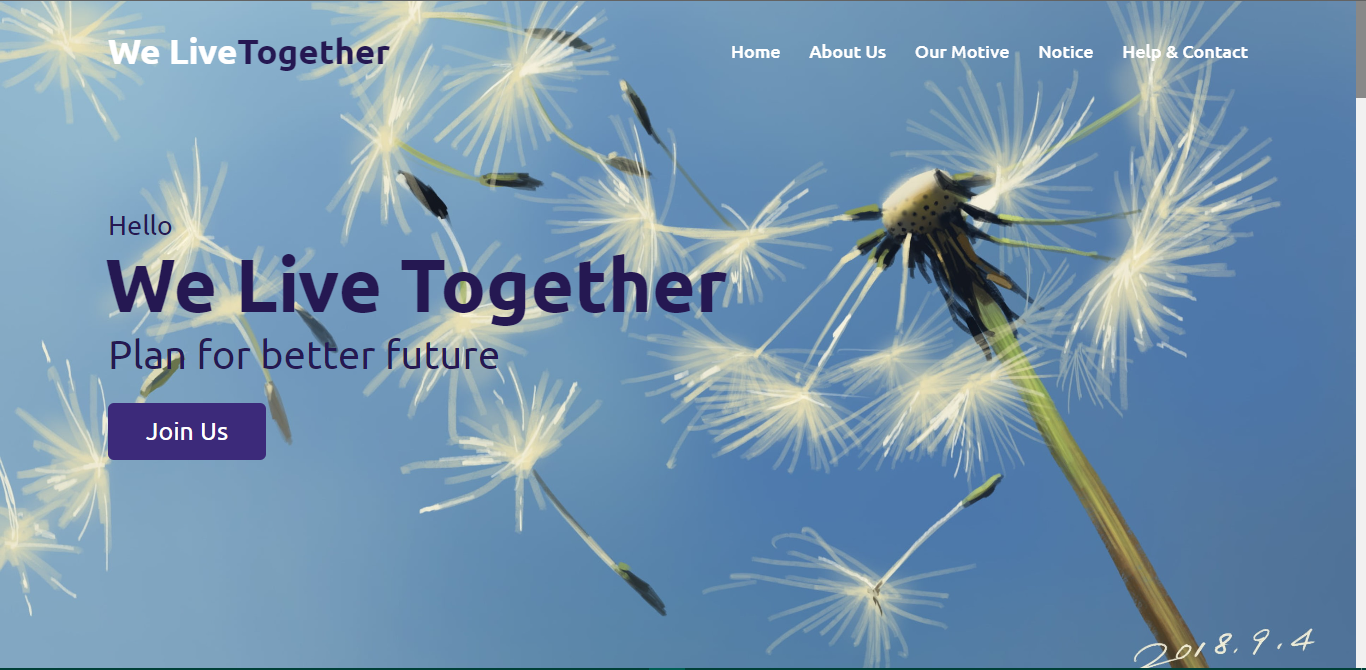 We LiveTogether
Home About Us Our Motive Notice Help & Contact
Hello
We Live Together
Plan for better future
Join Us
2018.9.4